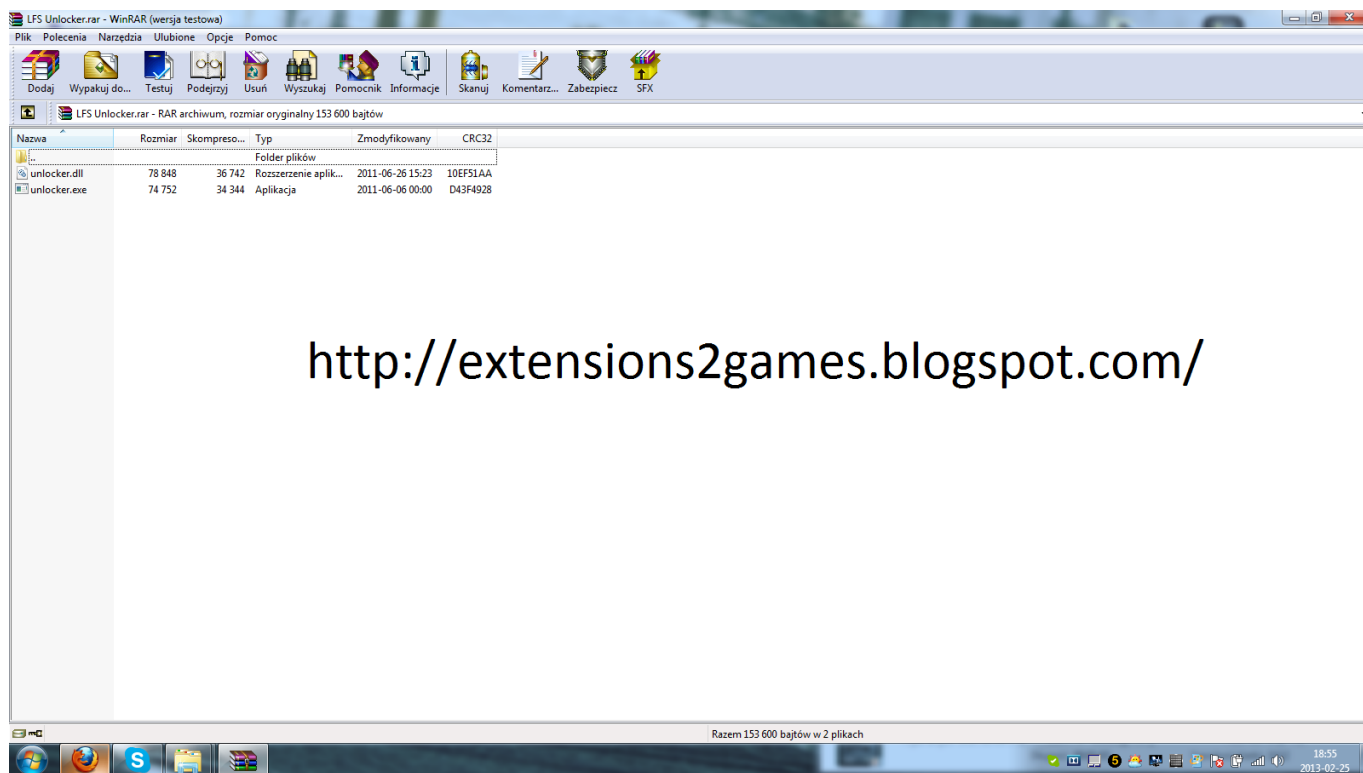 LFS Unlocker.rar - WinRAR (wersja testowa)
Plik Polecenia Narzędzia Ulubione Opcje Pomoc
Dodaj Wypakuj do... Testuj Podejrzyj Usuń Wyszukaj Pomocnik Informacje Skanuj Komentarz... Zabezpiecz SFX
LFS Unlocker.rar - RAR archiwum, rozmiar oryginalny 153 600 bajtów
Nazwa Rozmiar Skompreso... Typ Zmodyfikowany CRC32
.. Folder plików
unlocker.dll 78 848 36 742 Rozszerzenie aplik... 2011-06-26 15:23 10EF51AA
unlocker.exe 74 752 34 344 Aplikacja 2011-06-06 00:00 D43F4928
http://extensions2games.blogspot.com/
Razem 153 600 bajtów w 2 plikach
18:55
2013-02-25